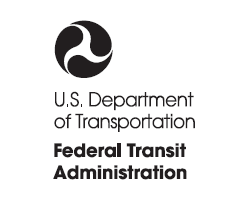 U.S. Department
of Transportation
Federal Transit
Administration